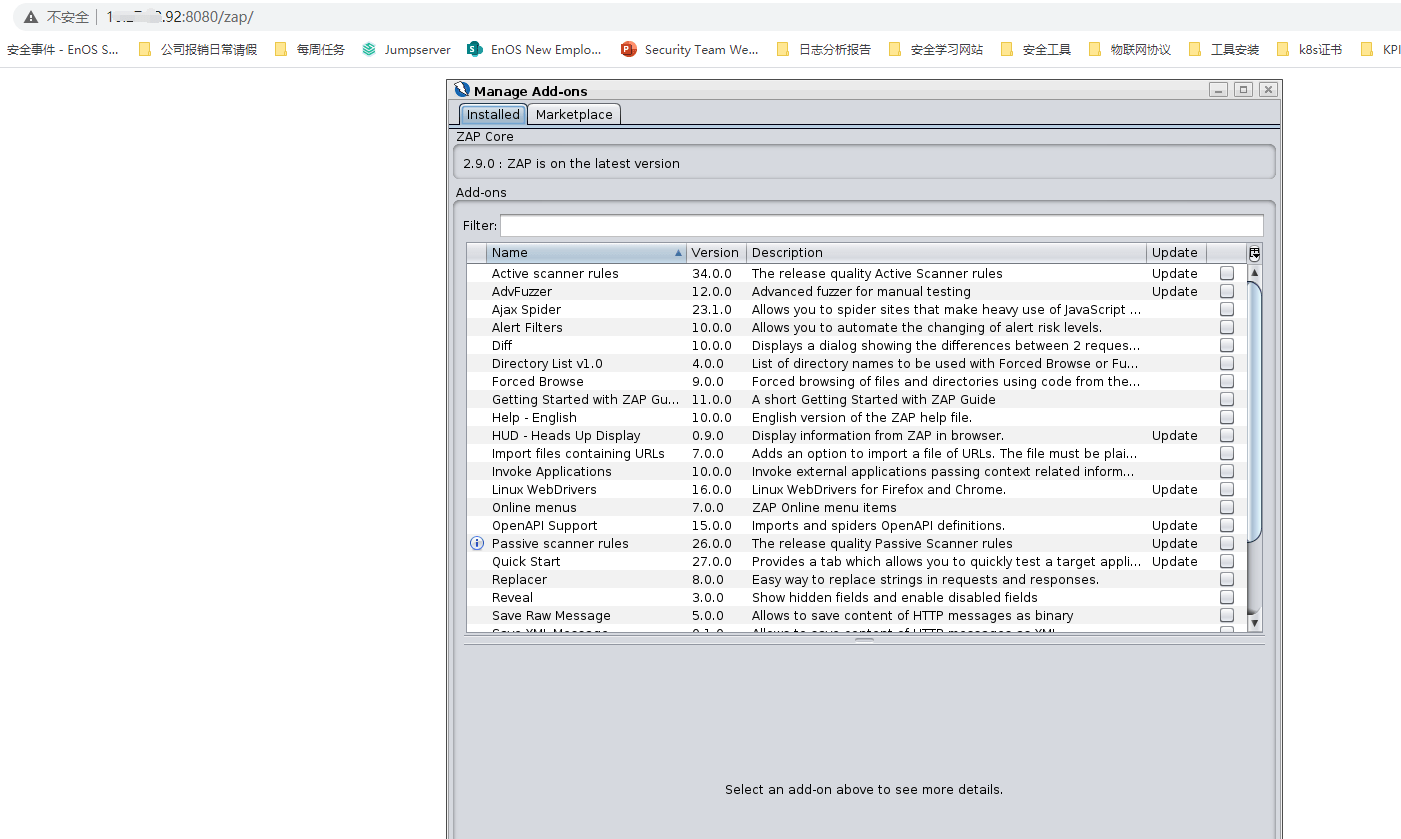 不安全 .92:8080/zap/
安全事件 - EnOS S... 公司报销日常请假 每周任务 Jumpserver EnOS New Emplo... Security Team We... 日志分析报告 安全学习网站 安全工具 物联网协议 工具安装 k8s证书 KPI
Manage Add-ons
Installed Marketplace
ZAP Core
2.9.0 : ZAP is on the latest version
Add-ons
Filter:
Name Version Description Update
Active scanner rules 34.0.0 The release quality Active Scanner rules Update
AdvFuzzer 12.0.0 Advanced fuzzer for manual testing Update
Ajax Spider 23.1.0 Allows you to spider sites that make heavy use of JavaScript ...
Alert Filters 10.0.0 Allows you to automate the changing of alert risk levels.
Diff 10.0.0 Displays a dialog showing the differences between 2 reques...
Directory List v1.0 4.0.0 List of directory names to be used with Forced Browse or Fu...
Forced Browse 9.0.0 Forced browsing of files and directories using code from the...
Getting Started with ZAP Gu... 11.0.0 A short Getting Started with ZAP Guide
Help - English 10.0.0 English version of the ZAP help file.
HUD - Heads Up Display 0.9.0 Display information from ZAP in browser. Update
Import files containing URLs 7.0.0 Adds an option to import a file of URLs. The file must be plai...
Invoke Applications 10.0.0 Invoke external applications passing context related inform...
Linux WebDrivers 16.0.0 Linux WebDrivers for Firefox and Chrome. Update
Online menus 7.0.0 ZAP Online menu items
OpenAPI Support 15.0.0 Imports and spiders OpenAPI definitions. Update
Passive scanner rules 26.0.0 The release quality Passive Scanner rules Update
Quick Start 27.0.0 Provides a tab which allows you to quickly test a target appli... Update
Replacer 8.0.0 Easy way to replace strings in requests and responses.
Reveal 3.0.0 Show hidden fields and enable disabled fields
Save Raw Message 5.0.0 Allows to save content of HTTP messages as binary
Save XML Message 0.1.0 Allows to save content of HTTP messages as XML
Select an add-on above to see more details.